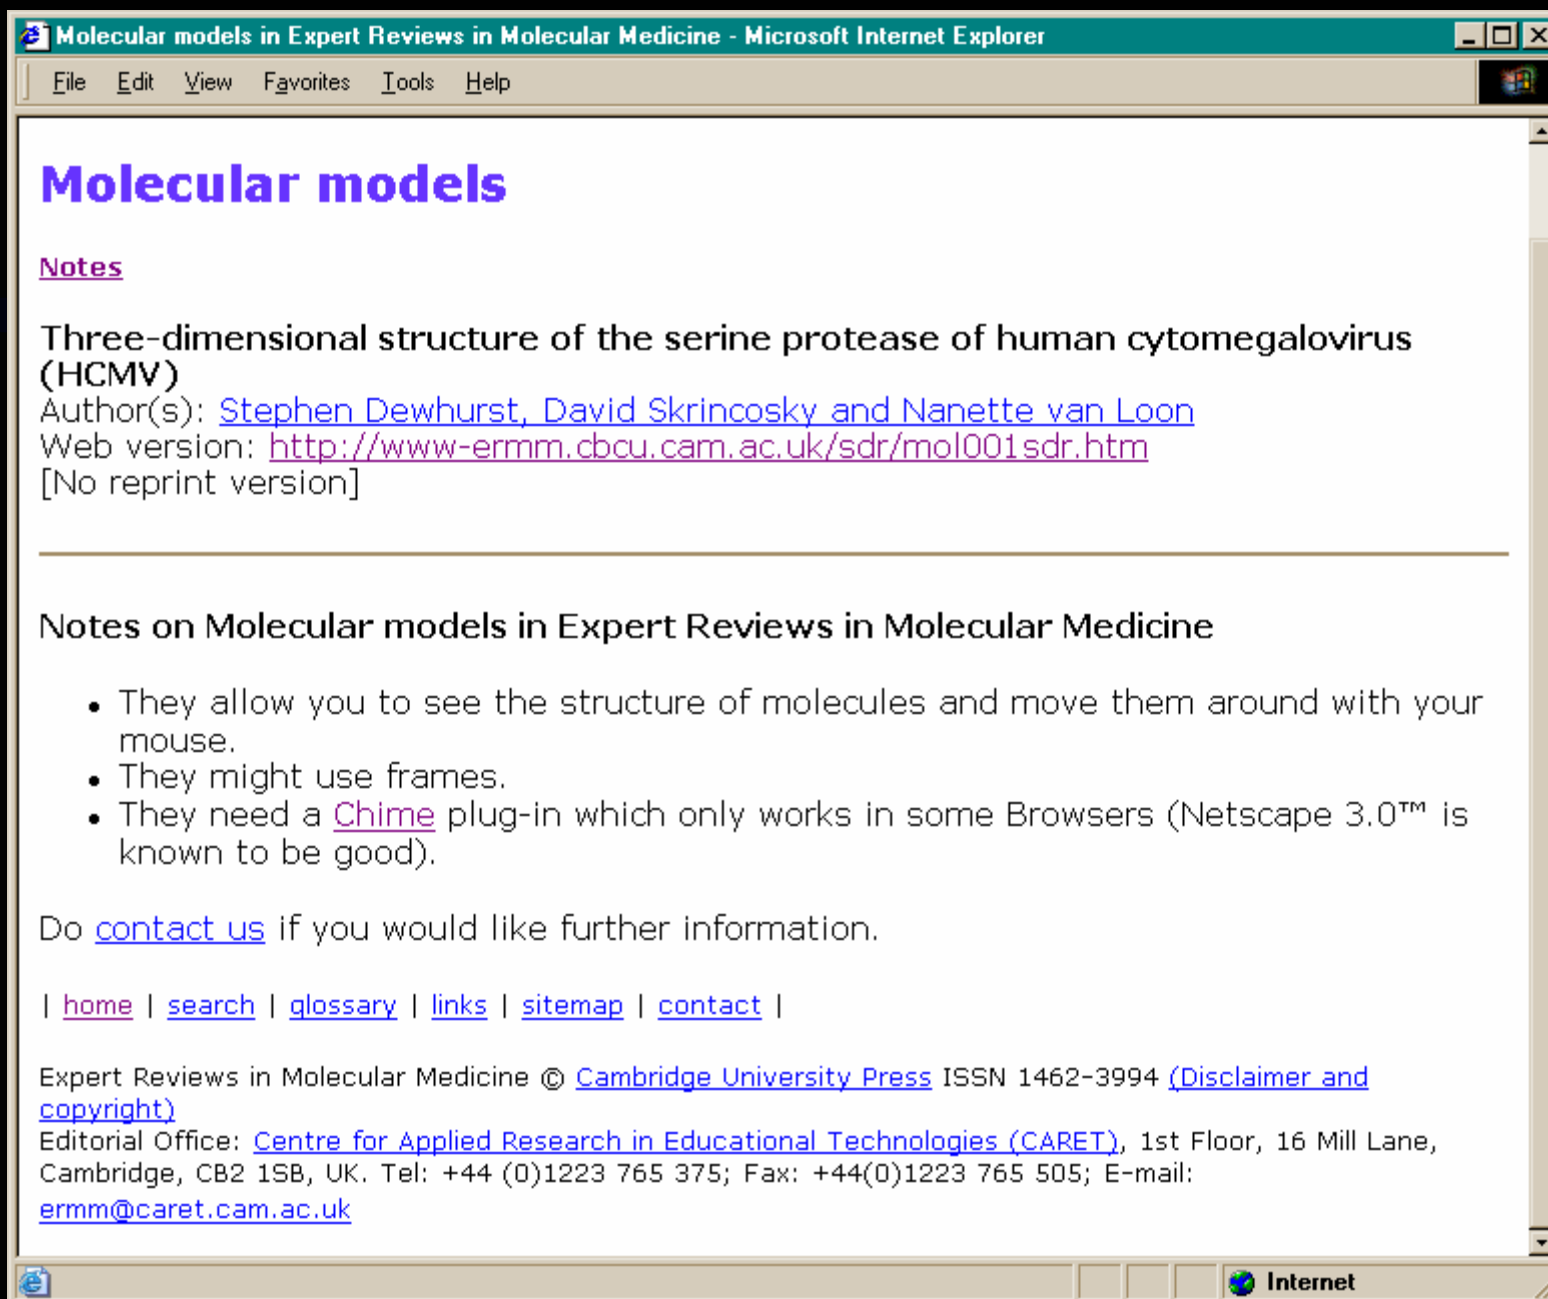 Molecular models in Expert Reviews in Molecular Medicine - Microsoft Internet Explorer
File Edit View Favorites Tools Help
Molecular models
Notes
Three-dimensional structure of the serine protease of human cytomegalovirus
(HCMV)
Author(s): Stephen Dewhurst, David Skrincosky and Nanette van Loon
Web version: http://www-ermm.cbcu.cam.ac.uk/sdr/mol001sdr.htm
[No reprint version]
Notes on Molecular models in Expert Reviews in Molecular Medicine
• They allow you to see the structure of molecules and move them around with your
mouse.
• They might use frames.
• They need a Chime plug-in which only works in some Browsers (Netscape 3.0™ is
known to be good).
Do contact us if you would like further information.
| home | search | glossary | links | sitemap | contact |
Expert Reviews in Molecular Medicine © Cambridge University Press ISSN 1462-3994 (Disclaimer and
copyright)
Editorial Office: Centre for Applied Research in Educational Technologies (CARET), 1st Floor, 16 Mill Lane,
Cambridge, CB2 1SB, UK. Tel: +44 (0)1223 765 375; Fax: +44(0)1223 765 505; E-mail:
ermm@caret.cam.ac.uk
Internet